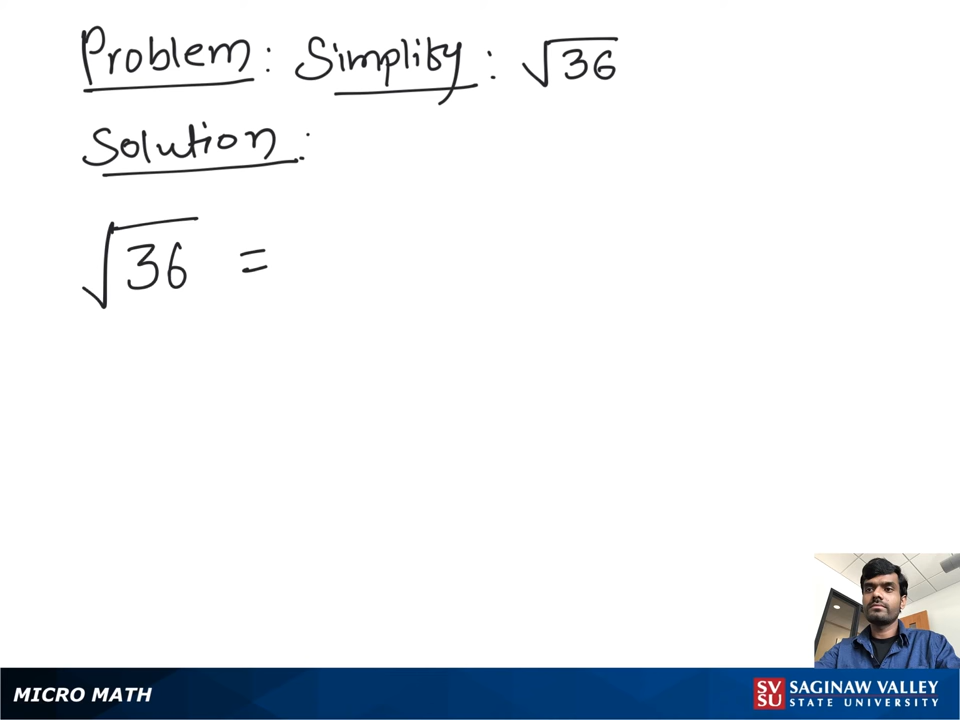 Problem: Simplify: √36
Solution:
√36 =
MICRO MATH
SV SU SAGINAW VALLEY
STATE UNIVERSITY